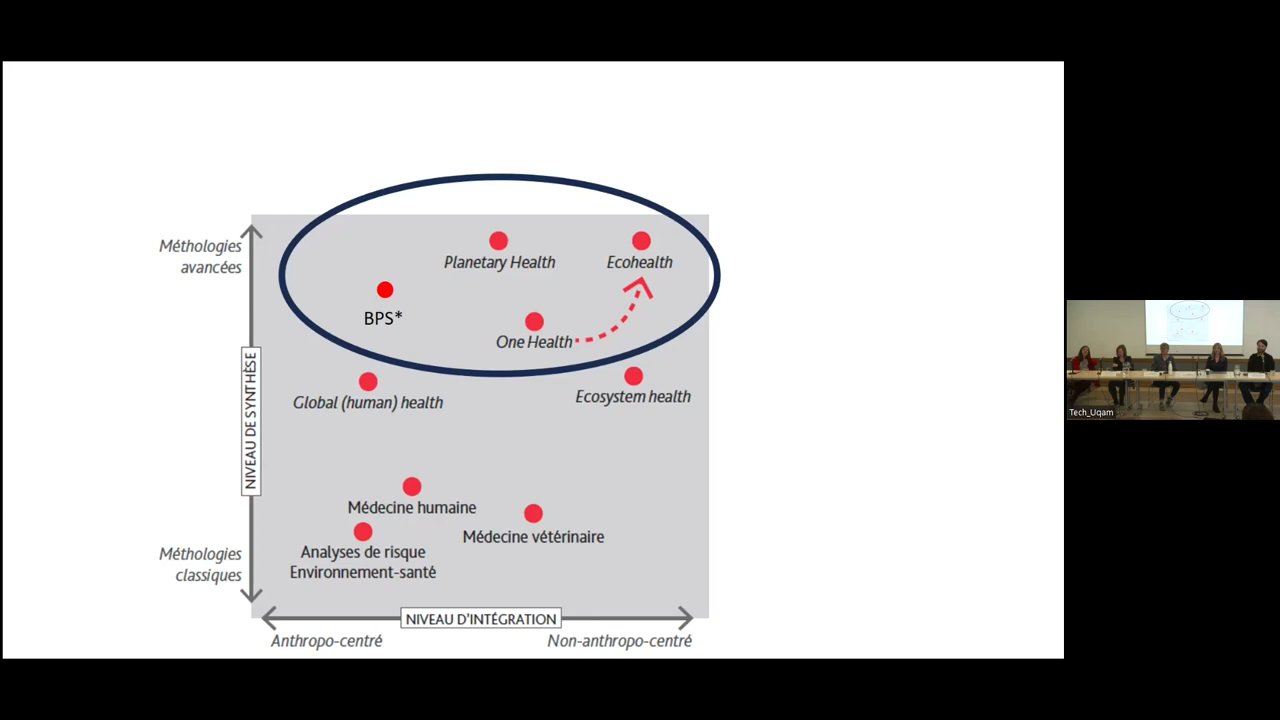 Méthologies
avancées
Planetary Health
Ecohealth
BPS*
One Health
Global (human) health
Ecosystem health
NIVEAU DE SYNTHÈSE
Médecine humaine
Médecine vétérinaire
Analyses de risque
Environnement-santé
Méthologies
classiques
NIVEAU D'INTÉGRATION
Anthropo-centré
Non-anthropo-centré
Tech_Uqam